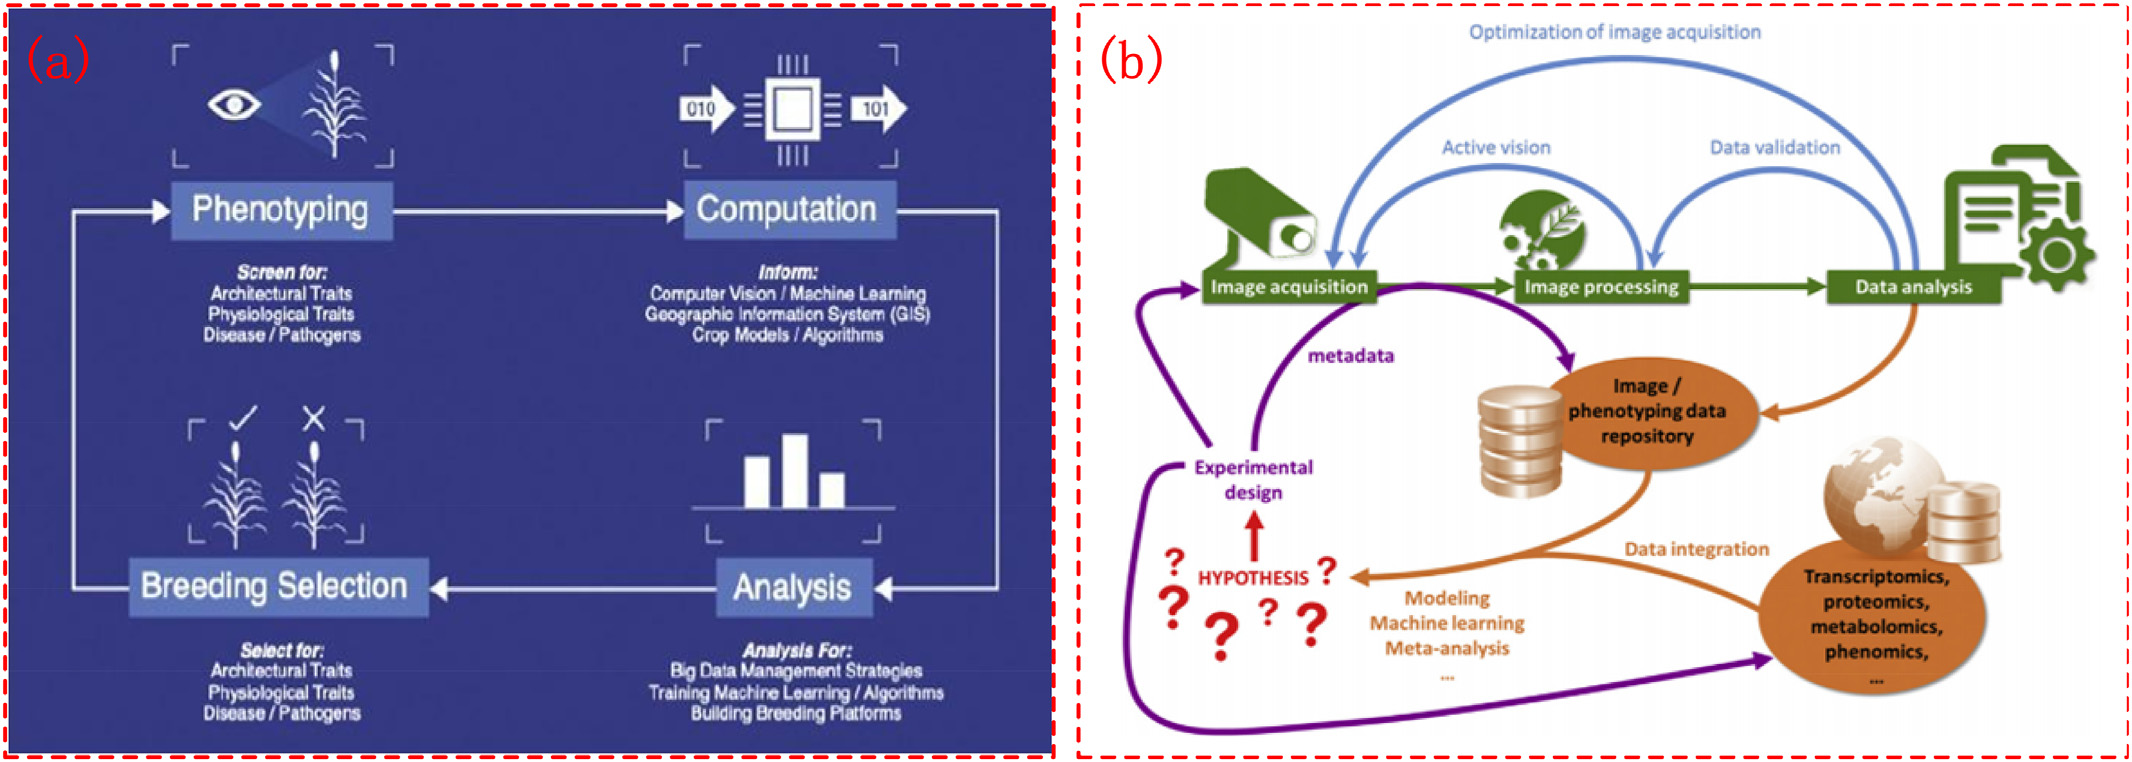 (a)
010
101
Phenotyping
Computation
Screen for:
Architectural Traits
Physiological Traits
Disease / Pathogens
Inform:
Computer Vision / Machine Learning
Geographic Information System (GIS)
Crop Models / Algorithms
Breeding Selection
Analysis
Select for:
Architectural Traits
Physiological Traits
Disease / Pathogens
Analysis For:
Big Data Management Strategies
Training Machine Learning / Algorithms
Building Breeding Platforms
(b)
Optimization of image acquisition
Active vision
Data validation
Image acquisition
Image processing
Data analysis
metadata
Image /
phenotyping data
repository
Experimental
design
? HYPOTHESIS ?
? ? ? ?
Data integration
Modeling
Machine learning
Meta-analysis
...
Transcriptomics,
proteomics,
metabolomics,
phenomics,
...